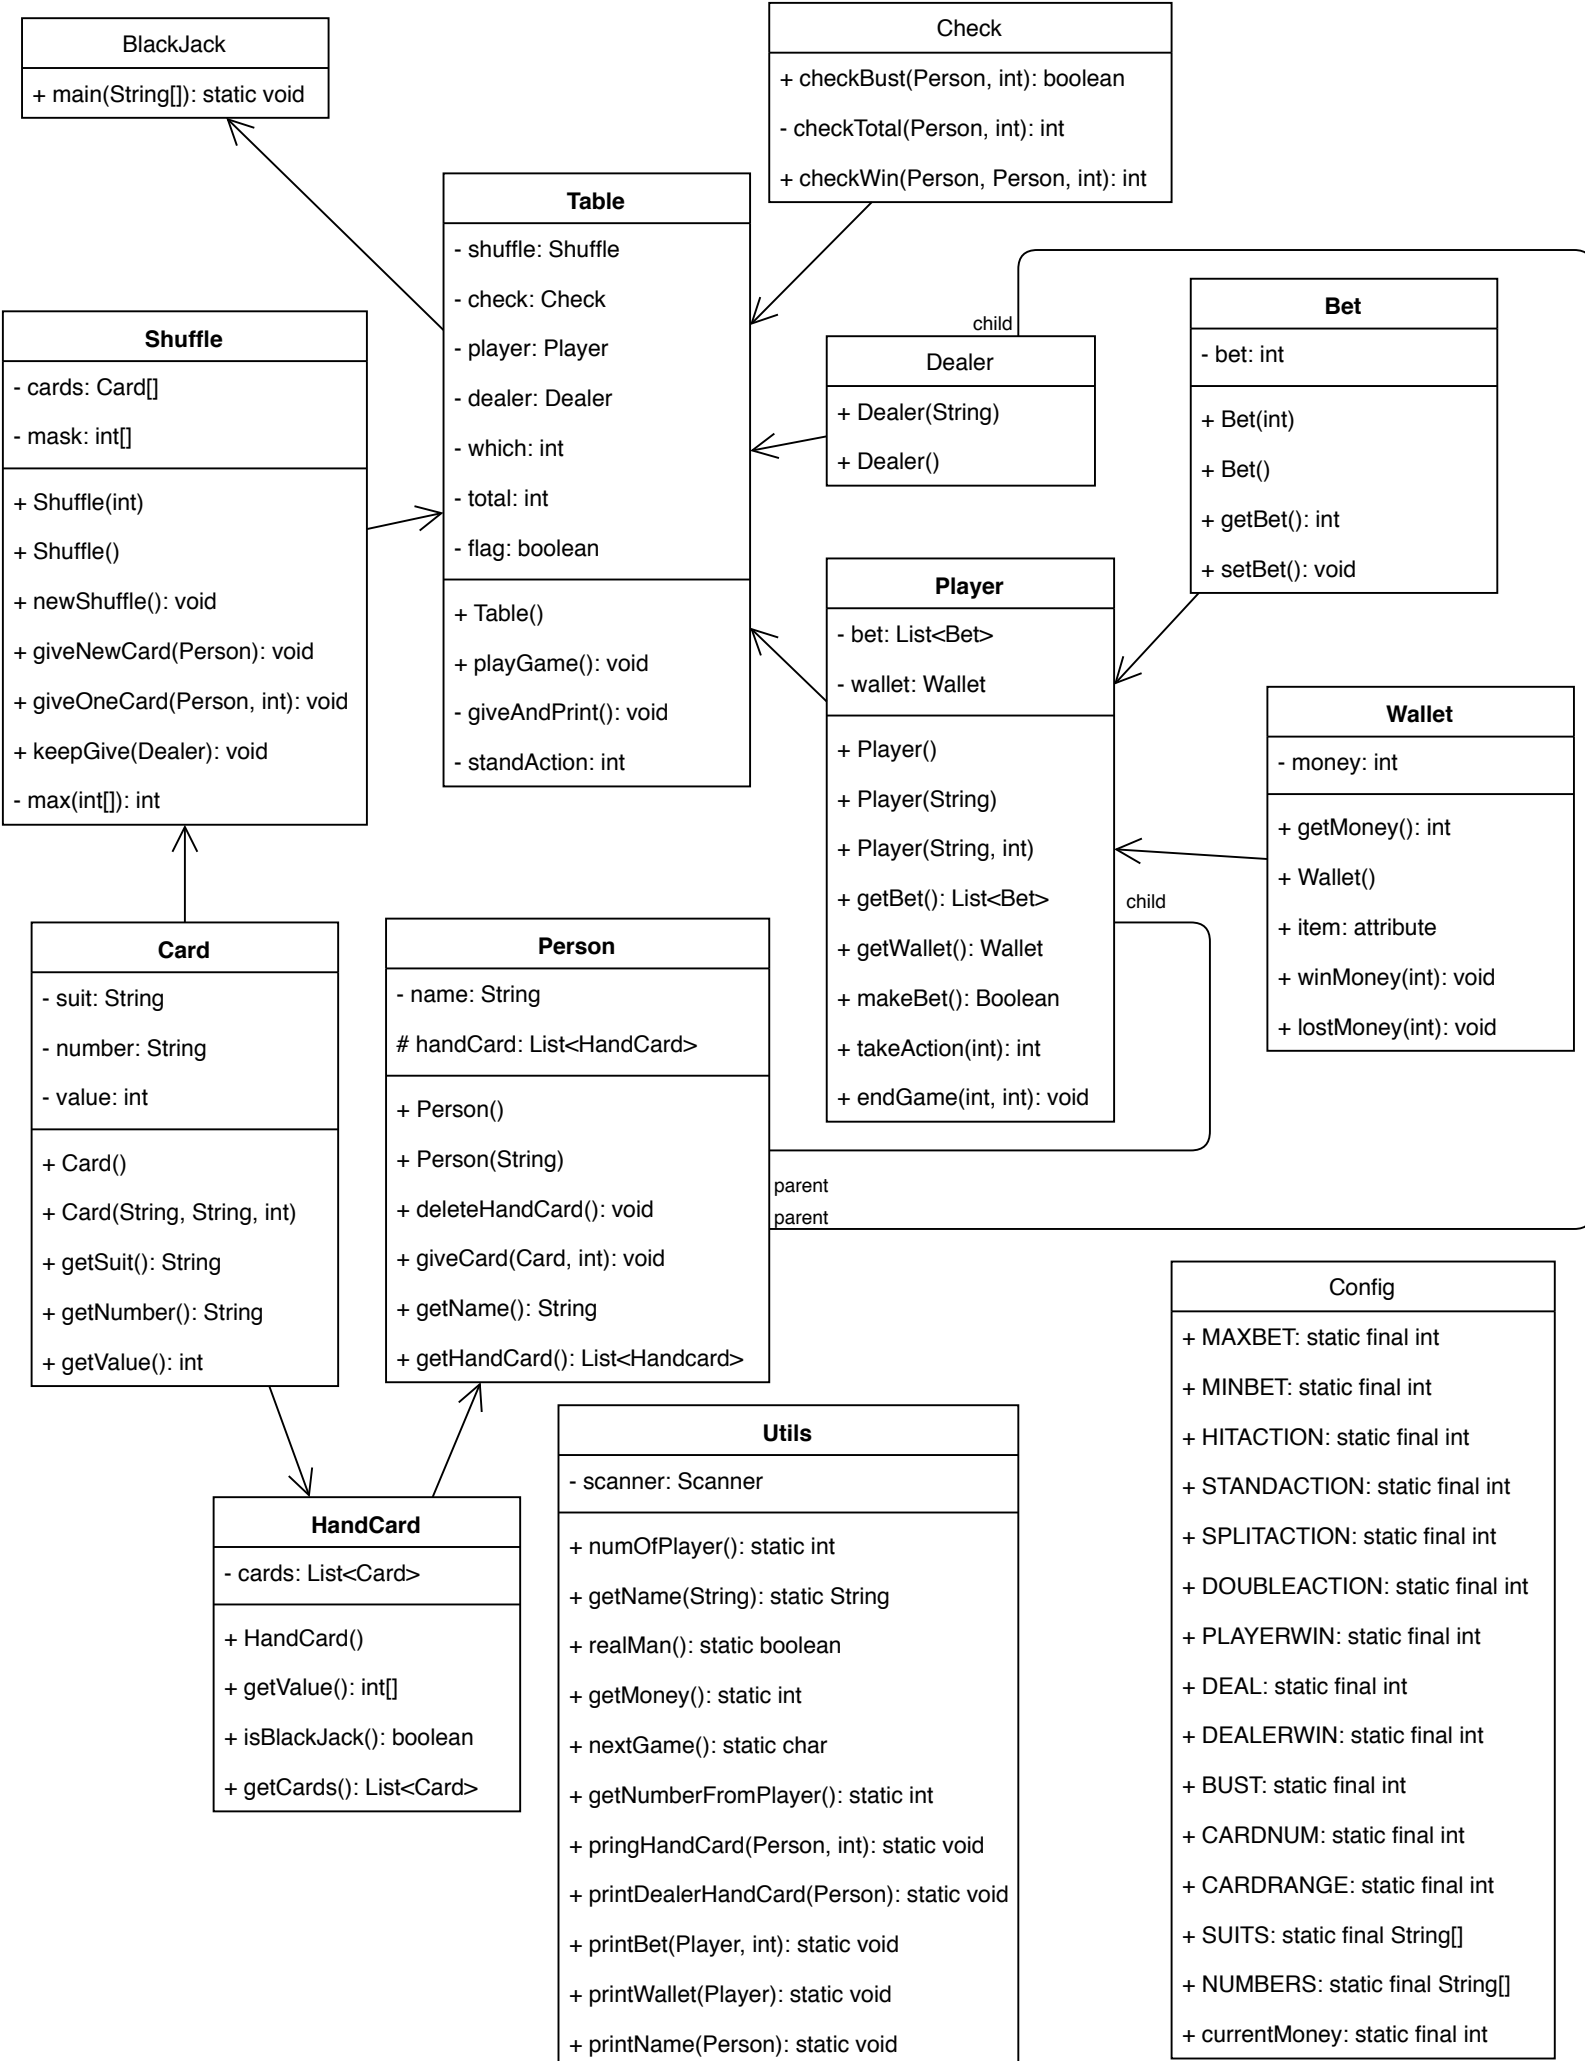 BlackJack
+ main(String[]): static void
Check
+ checkBust(Person, int): boolean
- checkTotal(Person, int): int
+ checkWin(Person, Person, int): int
Table
- shuffle: Shuffle
- check: Check
- player: Player
- dealer: Dealer
- which: int
- total: int
- flag: boolean
+ Table()
+ playGame(): void
- giveAndPrint(): void
- standAction: int
child
Dealer
+ Dealer(String)
+ Dealer()
Bet
- bet: int
+ Bet(int)
+ Bet()
+ getBet(): int
+ setBet(): void
Shuffle
- cards: Card[]
- mask: int[]
+ Shuffle(int)
+ Shuffle()
+ newShuffle(): void
+ giveNewCard(Person): void
+ giveOneCard(Person, int): void
+ keepGive(Dealer): void
- max(int[]): int
Player
- bet: List<Bet>
- wallet: Wallet
+ Player()
+ Player(String)
+ Player(String, int)
+ getBet(): List<Bet>
+ getWallet(): Wallet
+ makeBet(): Boolean
+ takeAction(int): int
+ endGame(int, int): void
child
Wallet
- money: int
+ getMoney(): int
+ Wallet()
+ item: attribute
+ winMoney(int): void
+ lostMoney(int): void
Card
- suit: String
- number: String
- value: int
+ Card()
+ Card(String, String, int)
+ getSuit(): String
+ getNumber(): String
+ getValue(): int
Person
- name: String
# handCard: List<HandCard>
+ Person()
+ Person(String)
+ deleteHandCard(): void
+ giveCard(Card, int): void
+ getName(): String
+ getHandCard(): List<Handcard>
parent
parent
HandCard
- cards: List<Card>
+ HandCard()
+ getValue(): int[]
+ isBlackJack(): boolean
+ getCards(): List<Card>
Utils
- scanner: Scanner
+ numOfPlayer(): static int
+ getName(String): static String
+ realMan(): static boolean
+ getMoney(): static int
+ nextGame(): static char
+ getNumberFromPlayer(): static int
+ pringHandCard(Person, int): static void
+ printDealerHandCard(Person): static void
+ printBet(Player, int): static void
+ printWallet(Player): static void
+ printName(Person): static void
Config
+ MAXBET: static final int
+ MINBET: static final int
+ HITACTION: static final int
+ STANDACTION: static final int
+ SPLITACTION: static final int
+ DOUBLEACTION: static final int
+ PLAYERWIN: static final int
+ DEAL: static final int
+ DEALERWIN: static final int
+ BUST: static final int
+ CARDNUM: static final int
+ CARDRANGE: static final int
+ SUITS: static final String[]
+ NUMBERS: static final String[]
+ currentMoney: static final int